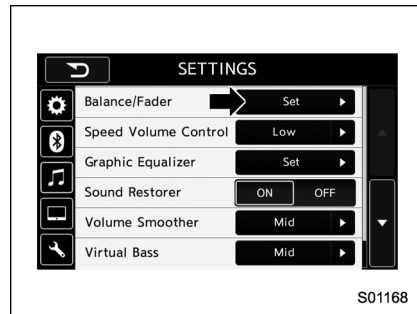 SETTINGS
Balance/Fader Set
Speed Volume Control Low
Graphic Equalizer Set
Sound Restorer ON OFF
Volume Smoother Mid
Virtual Bass Mid
S01168